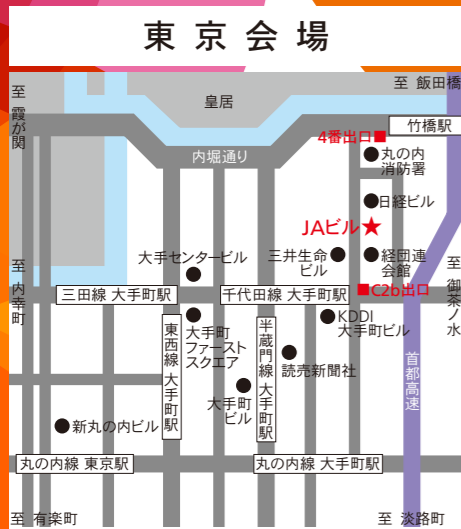 東京会場
至 飯田橋
至 霞が関
皇居
竹橋駅
4番出口
内堀通り
丸の内
消防署
日経ビル
JAビル
大手センタービル
三井生命
ビル
経団連
会館
至 内幸町
至 御茶ノ水
三田線 大手町駅
千代田線 大手町駅
C2b出口
東西線 大手町駅
大手町
ファースト
スクエア
半蔵門線 大手町駅
KDDI
大手町ビル
読売新聞社
首都高速
大手町
ビル
新丸の内ビル
丸の内線 東京駅
丸の内線 大手町駅
至 有楽町
至 淡路町